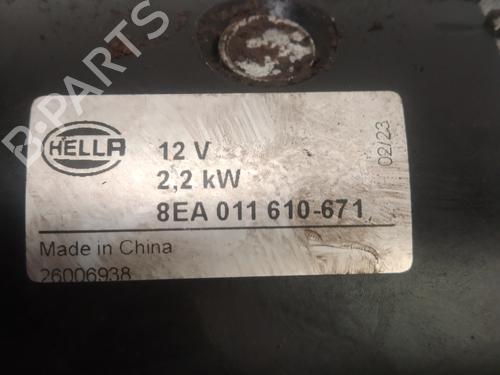 B-PARTS
HELLA
12 V
2,2 kW
8EA 011 610-671
Made in China
26006938
02/23